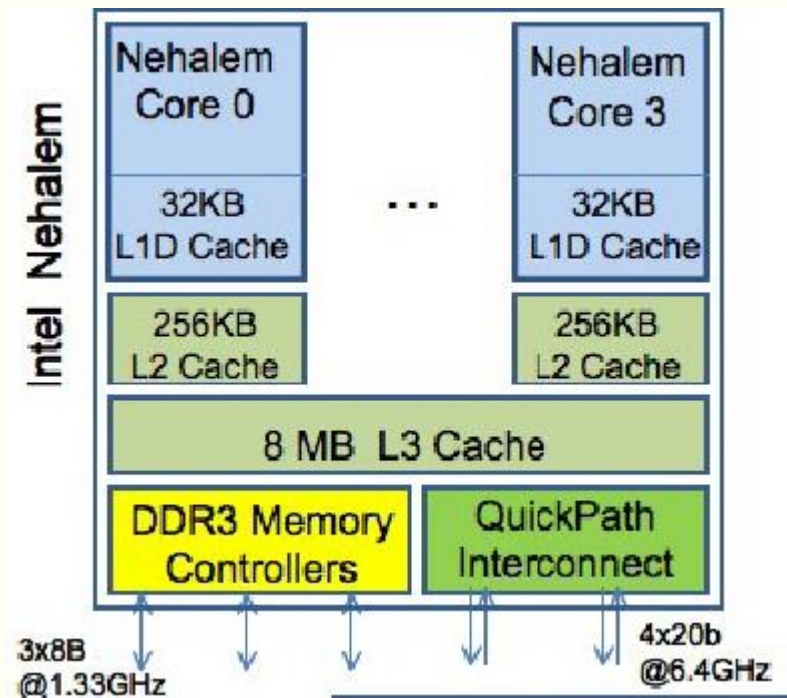 Intel Nehalem
Nehalem
Core 0
32KB
L1D Cache
256KB
L2 Cache
...
Nehalem
Core 3
32KB
L1D Cache
256KB
L2 Cache
8 MB L3 Cache
DDR3 Memory
Controllers
QuickPath
Interconnect
3x8B
@1.33GHz
4x20b
@6.4GHz